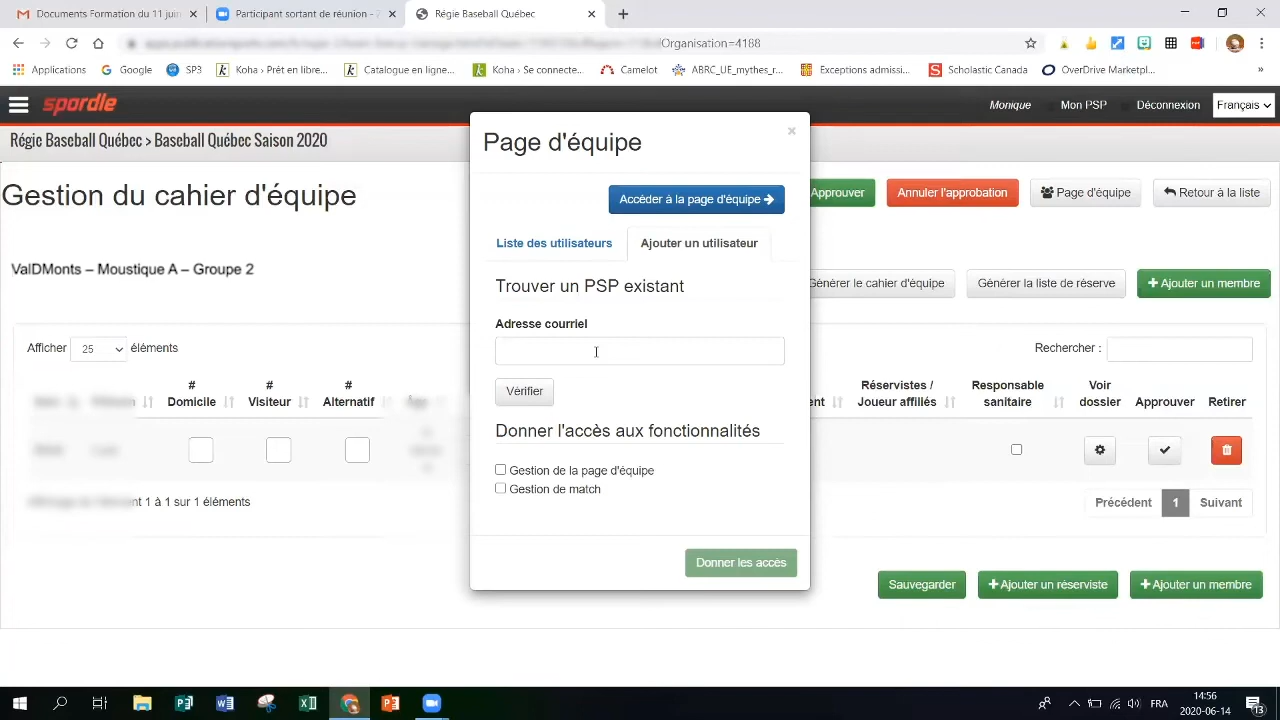 Documents Formation du 11 juin
Participant sortant de réunion - Z
Régie Baseball Québec
Organisation=4188
Applications
Google
SP3
Koha › Prêt en libre...
Catalogue en ligne...
Koha › Se connecte...
Camelot
ABRC_UE_mythes_r...
Exceptions admissi...
Scholastic Canada
OverDrive Marketpl...
spordle
Monique
Mon PSP
Déconnexion
Français
Régie Baseball Québec > Baseball Québec Saison 2020
Gestion du cahier d'équipe
Approuver
Annuler l'approbation
Page d'équipe
Retour à la liste
ValDMonts – Moustique A – Groupe 2
Générer le cahier d'équipe
Générer la liste de réserve
+ Ajouter un membre
Afficher 25 éléments
Rechercher :
# Domicile
# Visiteur
# Alternatif
Réservistes / Joueur affiliés
Responsable sanitaire
Voir dossier
Approuver
Retirer
1 à 1 sur 1 éléments
Précédent
1
Suivant
Sauvegarder
+ Ajouter un réserviste
+ Ajouter un membre
Page d'équipe
×
Accéder à la page d'équipe →
Liste des utilisateurs
Ajouter un utilisateur
Trouver un PSP existant
Adresse courriel
Vérifier
Donner l'accès aux fonctionnalités
Gestion de la page d'équipe
Gestion de match
Donner les accès
FRA
14:56
2020-06-14
13